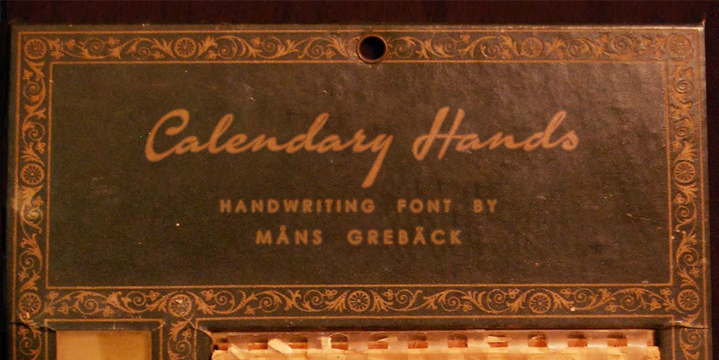 Calendary Hands
HANDWRITING FONT BY
MÅNS GREBÄCK